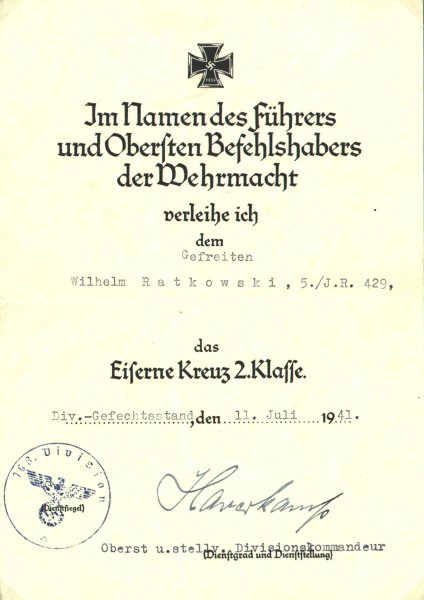 Im Namen des Führers
und Obersten Befehlshabers
der Wehrmacht
verleihe ich
dem
Gefreiten
Wilhelm Ratkowski, 5./J.R. 429,
das
Eiserne Kreuz 2.Klasse.
Div.-Gefechtsstand, den 11. Juli 1941.
168. Division
(Dienstsiegel)
Haverkamp
Oberst u.stellv. Divisionskommandeur
(Dienstgrad und Dienststellung)